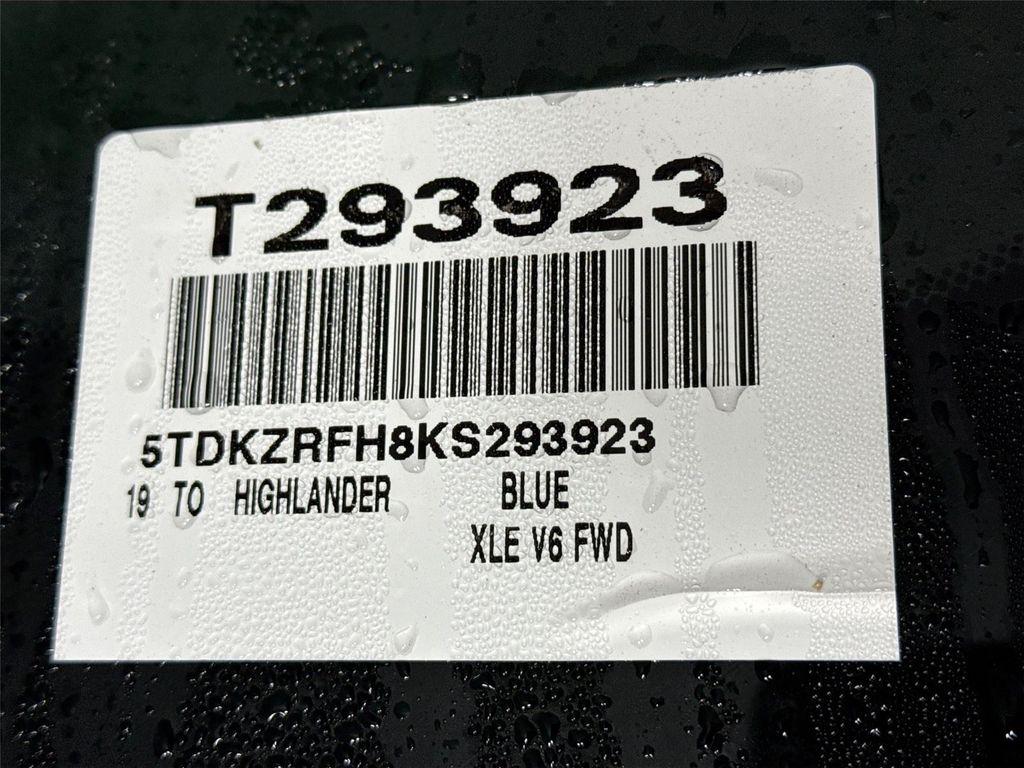 T293923
5TDKZRFH8KS293923
19 TO HIGHLANDER BLUE
XLE V6 FWD